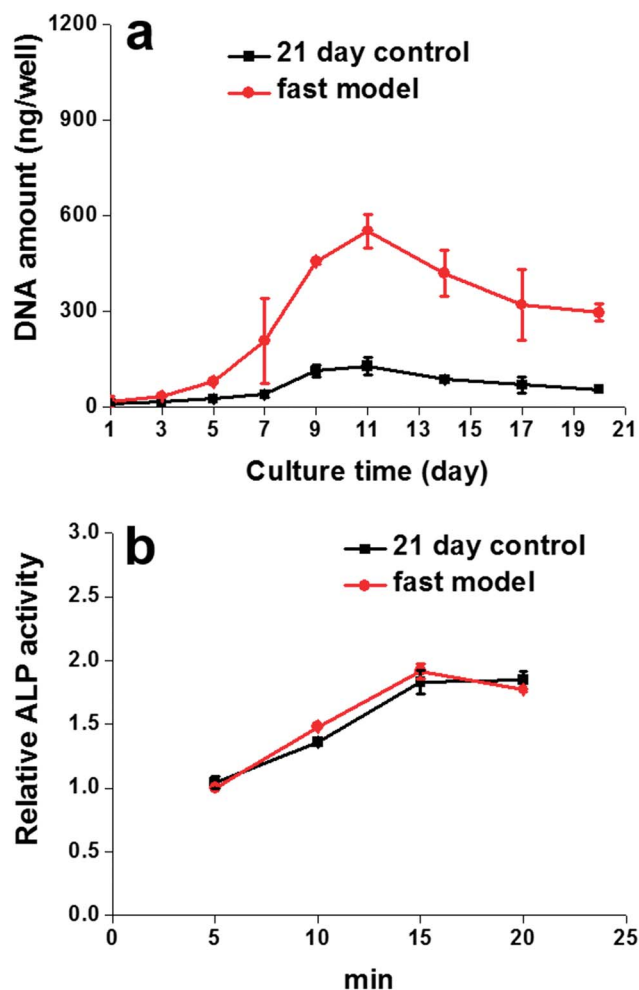 a
21 day control
fast model
1200
900
600
300
0
DNA amount (ng/well)
1 3 5 7 9 11 13 15 17 19 21
Culture time (day)
b
21 day control
fast model
3.0
2.5
2.0
1.5
1.0
0.5
0.0
Relative ALP activity
0 5 10 15 20 25
min